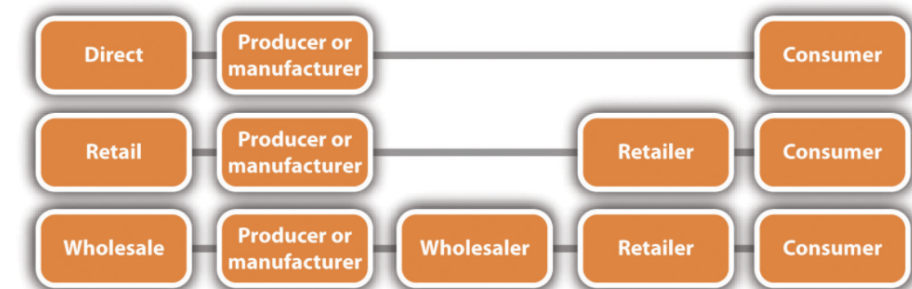 Direct
Producer or
manufacturer
Consumer
Retail
Producer or
manufacturer
Retailer
Consumer
Wholesale
Producer or
manufacturer
Wholesaler
Retailer
Consumer